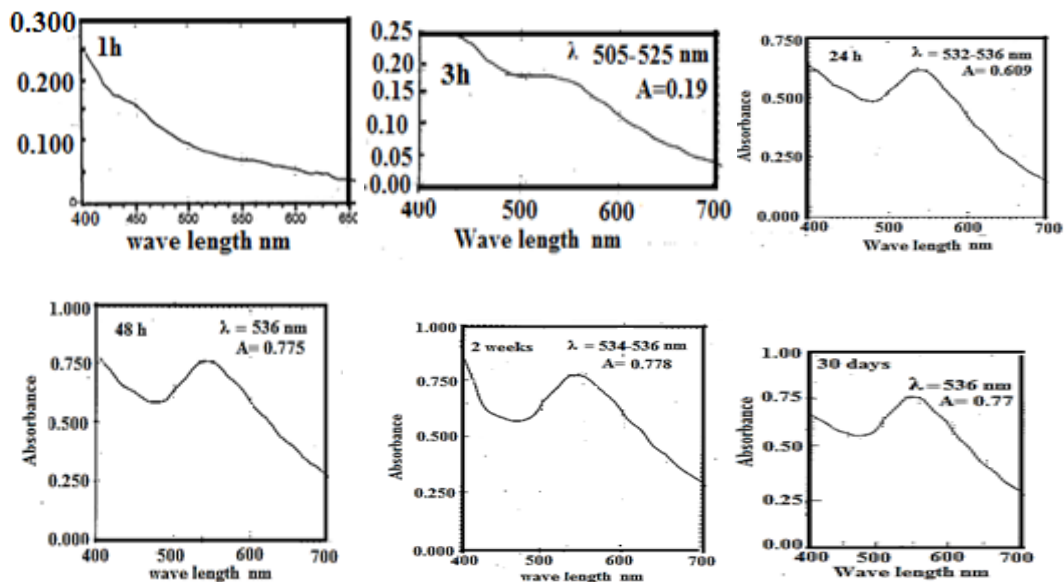 0.300
0.200
0.100
0
1h
400 450 500 550 600 650
wave length nm
0.25
0.20
0.15
0.10
0.05
0.00
3h
λ 505-525 nm
A=0.19
400 500 600 700
Wave length nm
0.750
0.500
0.250
0.000
Absorbance
24 h
λ = 532-536 nm
A= 0.609
400 500 600 700
Wave length nm
1.000
0.750
0.500
0.250
0.000
Absorbance
48 h
λ = 536 nm
A= 0.775
400 500 600 700
wave length nm
1.000
0.750
0.500
0.250
0.000
Absorbance
2 weeks
λ = 534-536 nm
A = 0.778
400 500 600 700
wave length nm
1.00
0.75
0.50
0.25
0.00
Absorbance
30 days
λ = 536 nm
A= 0.77
400 500 600 700
Wave length nm